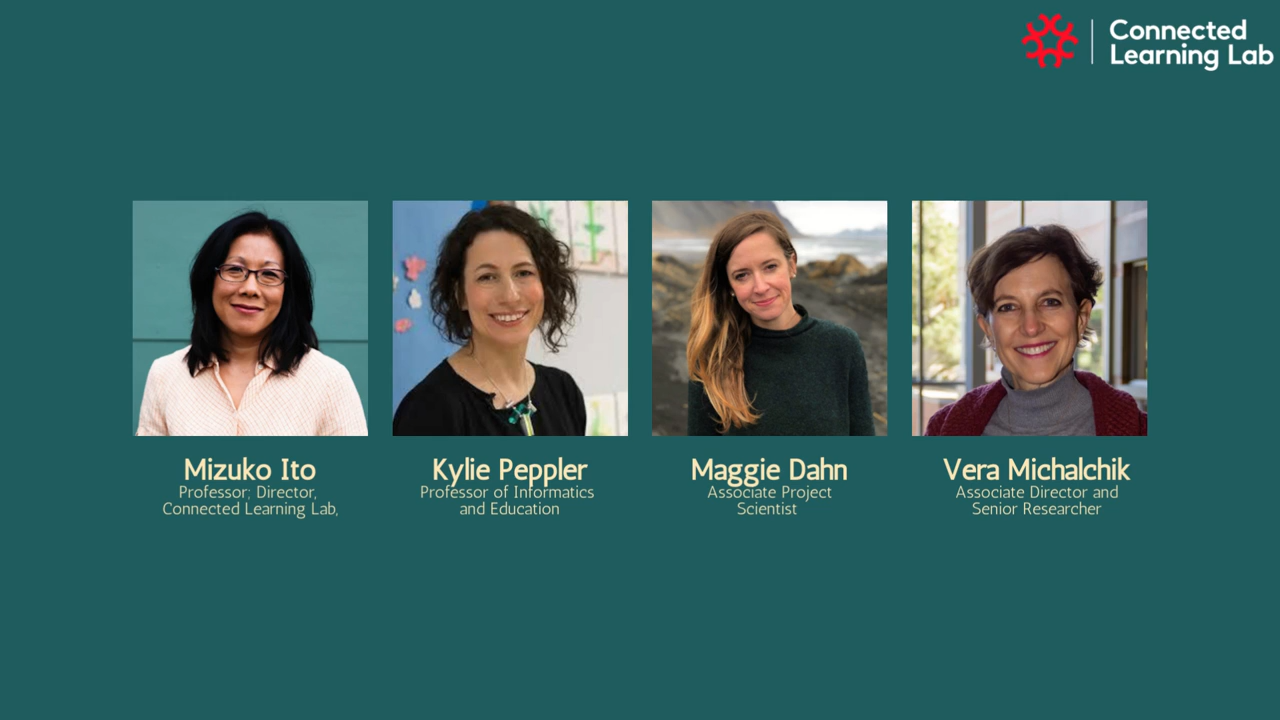 Connected
Learning Lab
Mizuko Ito
Professor; Director,
Connected Learning Lab,
Kylie Peppler
Professor of Informatics
and Education
Maggie Dahn
Associate Project
Scientist
Vera Michalchik
Associate Director and
Senior Researcher